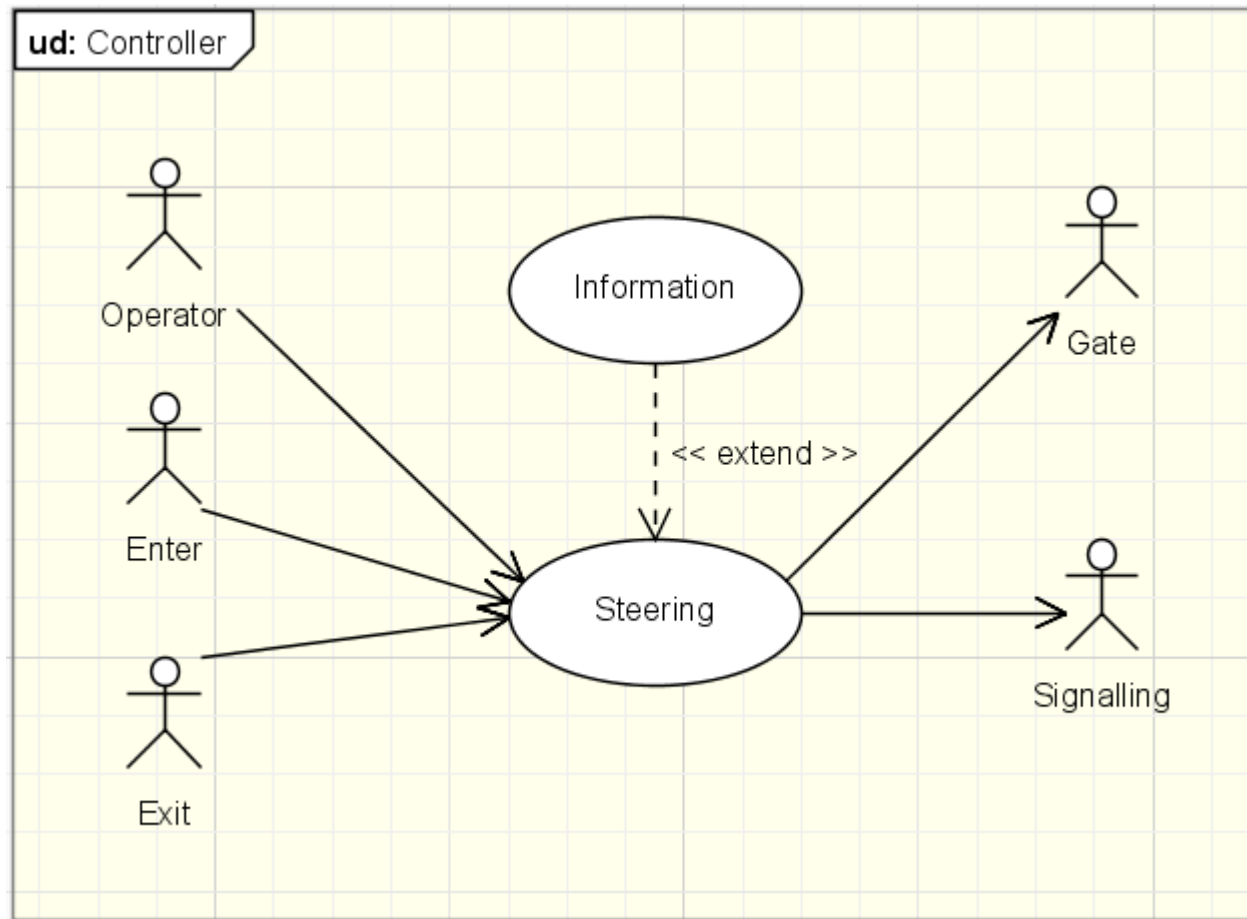 ud: Controller
Operator
Information
Gate
<< extend >>
Enter
Steering
Signalling
Exit